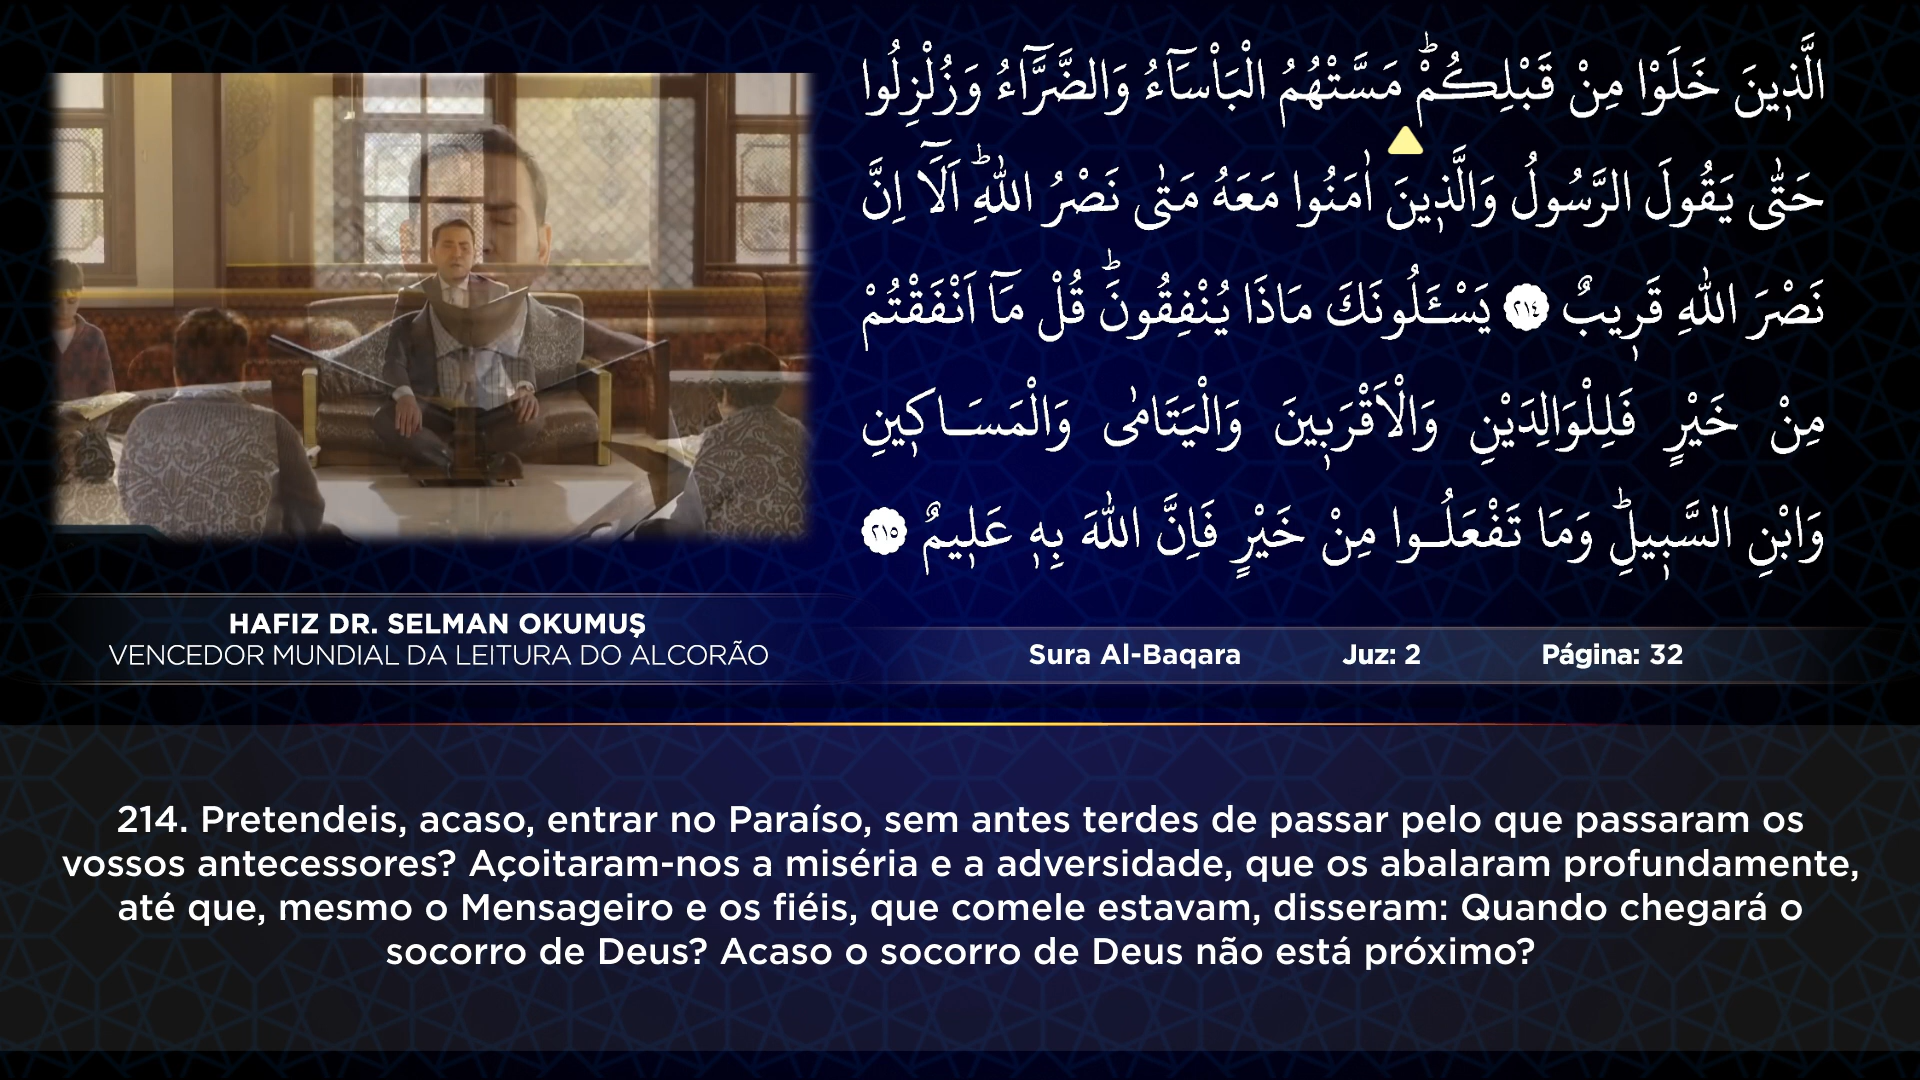 الَّذ۪ينَ خَلَوْا مِنْ قَبْلِكُمْۜ مَسَّتْهُمُ الْبَأْسَٓاءُ وَالضَّرَّٓاءُ وَزُلْزِلُوا
حَتّٰى يَقُولَ الرَّسُولُ وَالَّذ۪ينَ اٰمَنُوا مَعَهُ مَتٰى نَصْرُ اللّٰهِۜ اَلَٓا اِنَّ
نَصْرَ اللّٰهِ قَر۪يبٌ ﴿٢١٤﴾ يَسْـَٔلُونَكَ مَاذَا يُنْفِقُونَۜ قُلْ مَٓا اَنْفَقْتُمْ
مِنْ خَيْرٍ فَلِلْوَالِدَيْنِ وَالْاَقْرَب۪ينَ وَالْيَتَامٰى وَالْمَسَاك۪ينِ
وَابْنِ السَّب۪يلِۜ وَمَا تَفْعَلُوا مِنْ خَيْرٍ فَاِنَّ اللّٰهَ بِه۪ عَل۪يمٌ ﴿٢١٥﴾
HAFIZ DR. SELMAN OKUMUŞ
VENCEDOR MUNDIAL DA LEITURA DO ALCORÃO
Sura Al-Baqara Juz: 2 Página: 32
214. Pretendeis, acaso, entrar no Paraíso, sem antes terdes de passar pelo que passaram os
vossos antecessores? Açoitaram-nos a miséria e a adversidade, que os abalaram profundamente,
até que, mesmo o Mensageiro e os fiéis, que comele estavam, disseram: Quando chegará o
socorro de Deus? Acaso o socorro de Deus não está próximo?